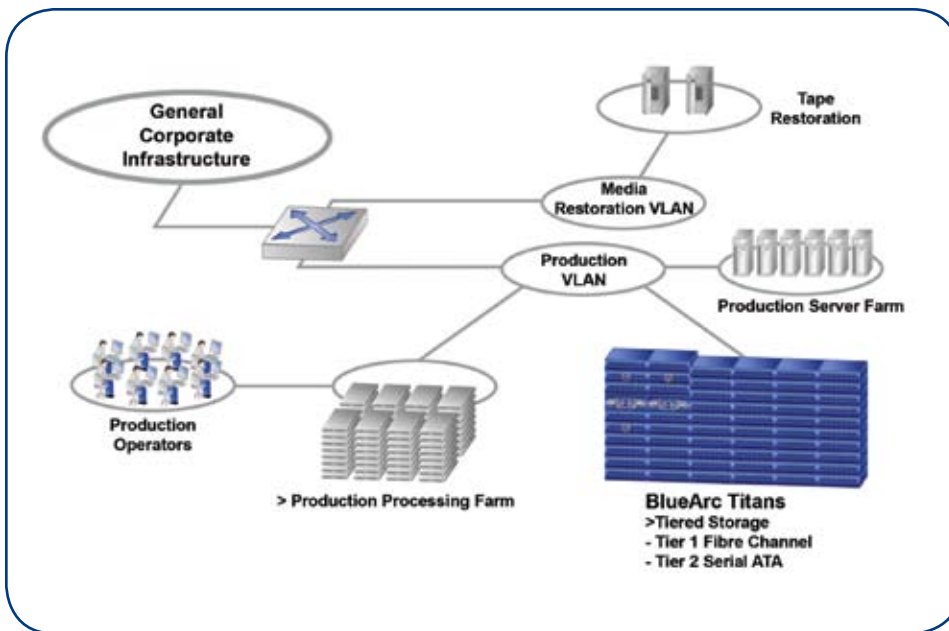 General
Corporate
Infrastructure
Tape
Restoration
Media
Restoration VLAN
Production
VLAN
Production Server Farm
Production
Operators
> Production Processing Farm
BlueArc Titans
>Tiered Storage
- Tier 1 Fibre Channel
- Tier 2 Serial ATA